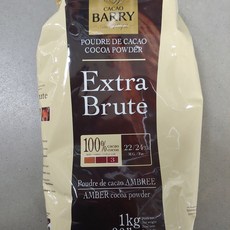 CACAO
BARRY
POUDRE DE CACAO
COCOA POWDER
Extra
Brute
100%
22/24%
Poudre de cacao AMBRÉE
AMBER cocoa powder
1kg